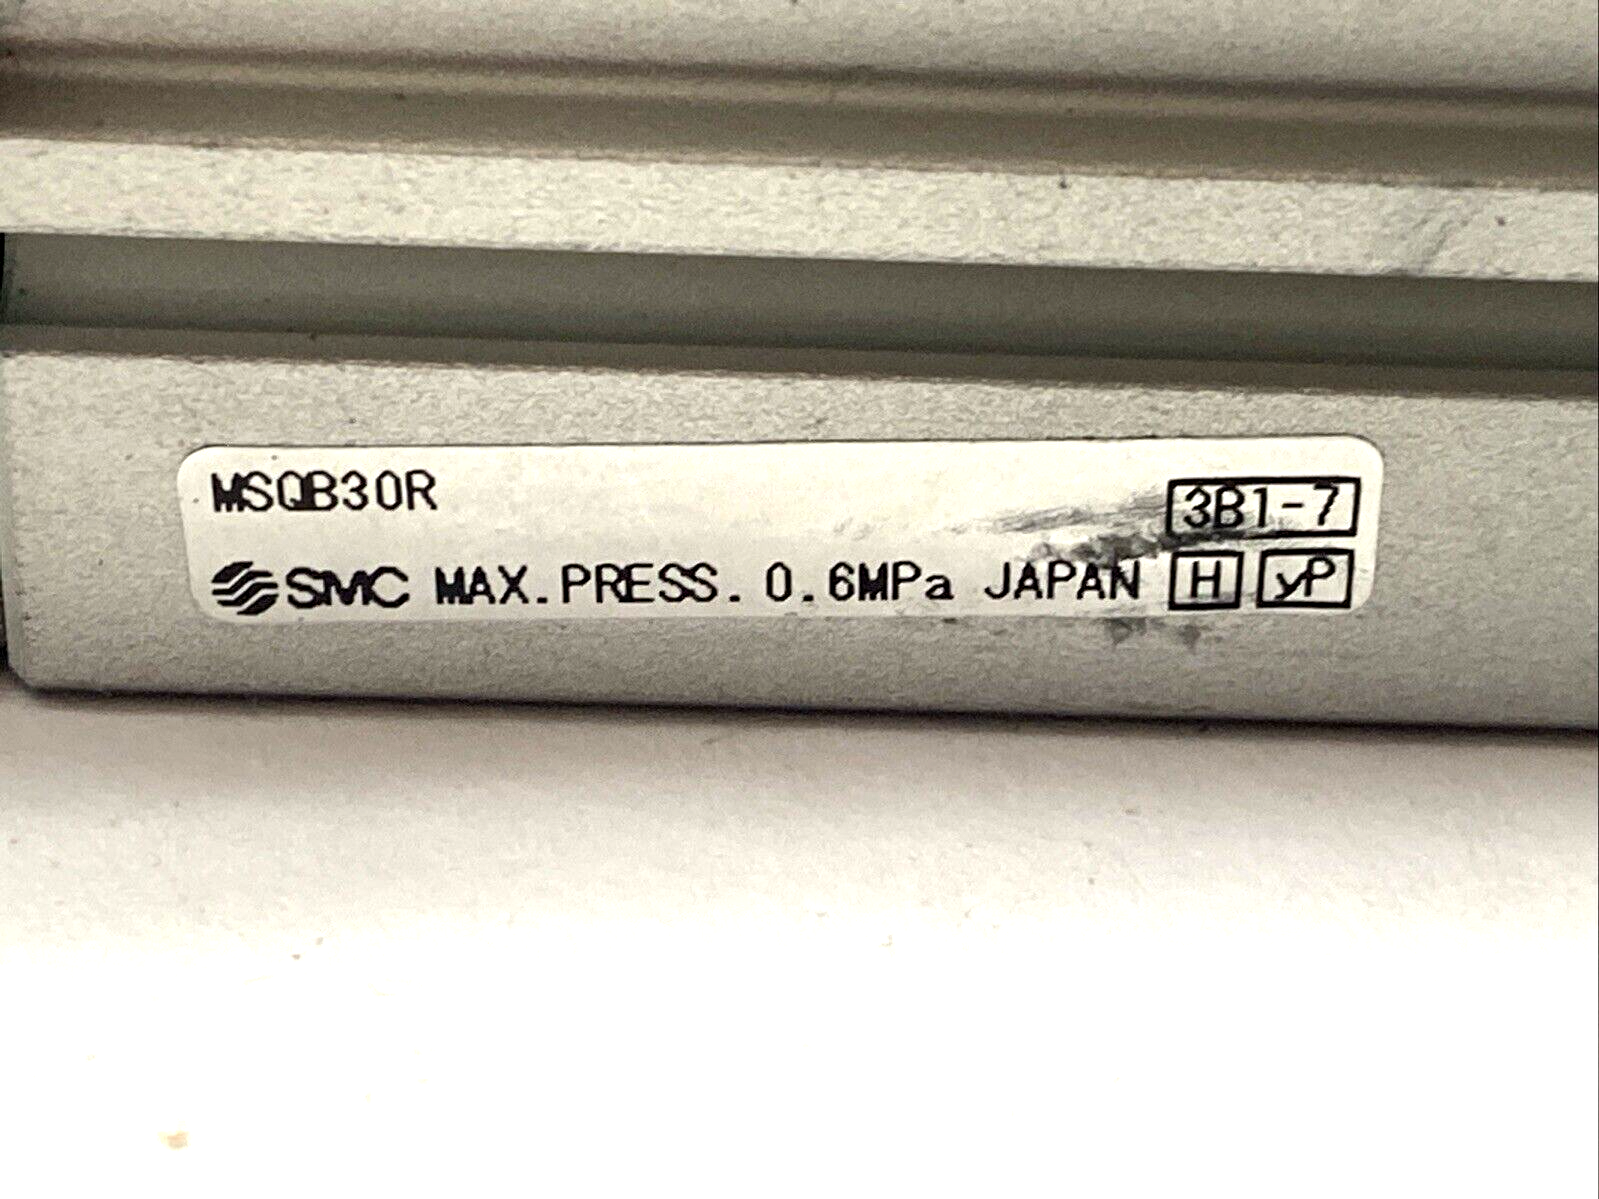 MSQB30R 3B1-7
SMC MAX.PRESS. 0.6MPa JAPAN H yP